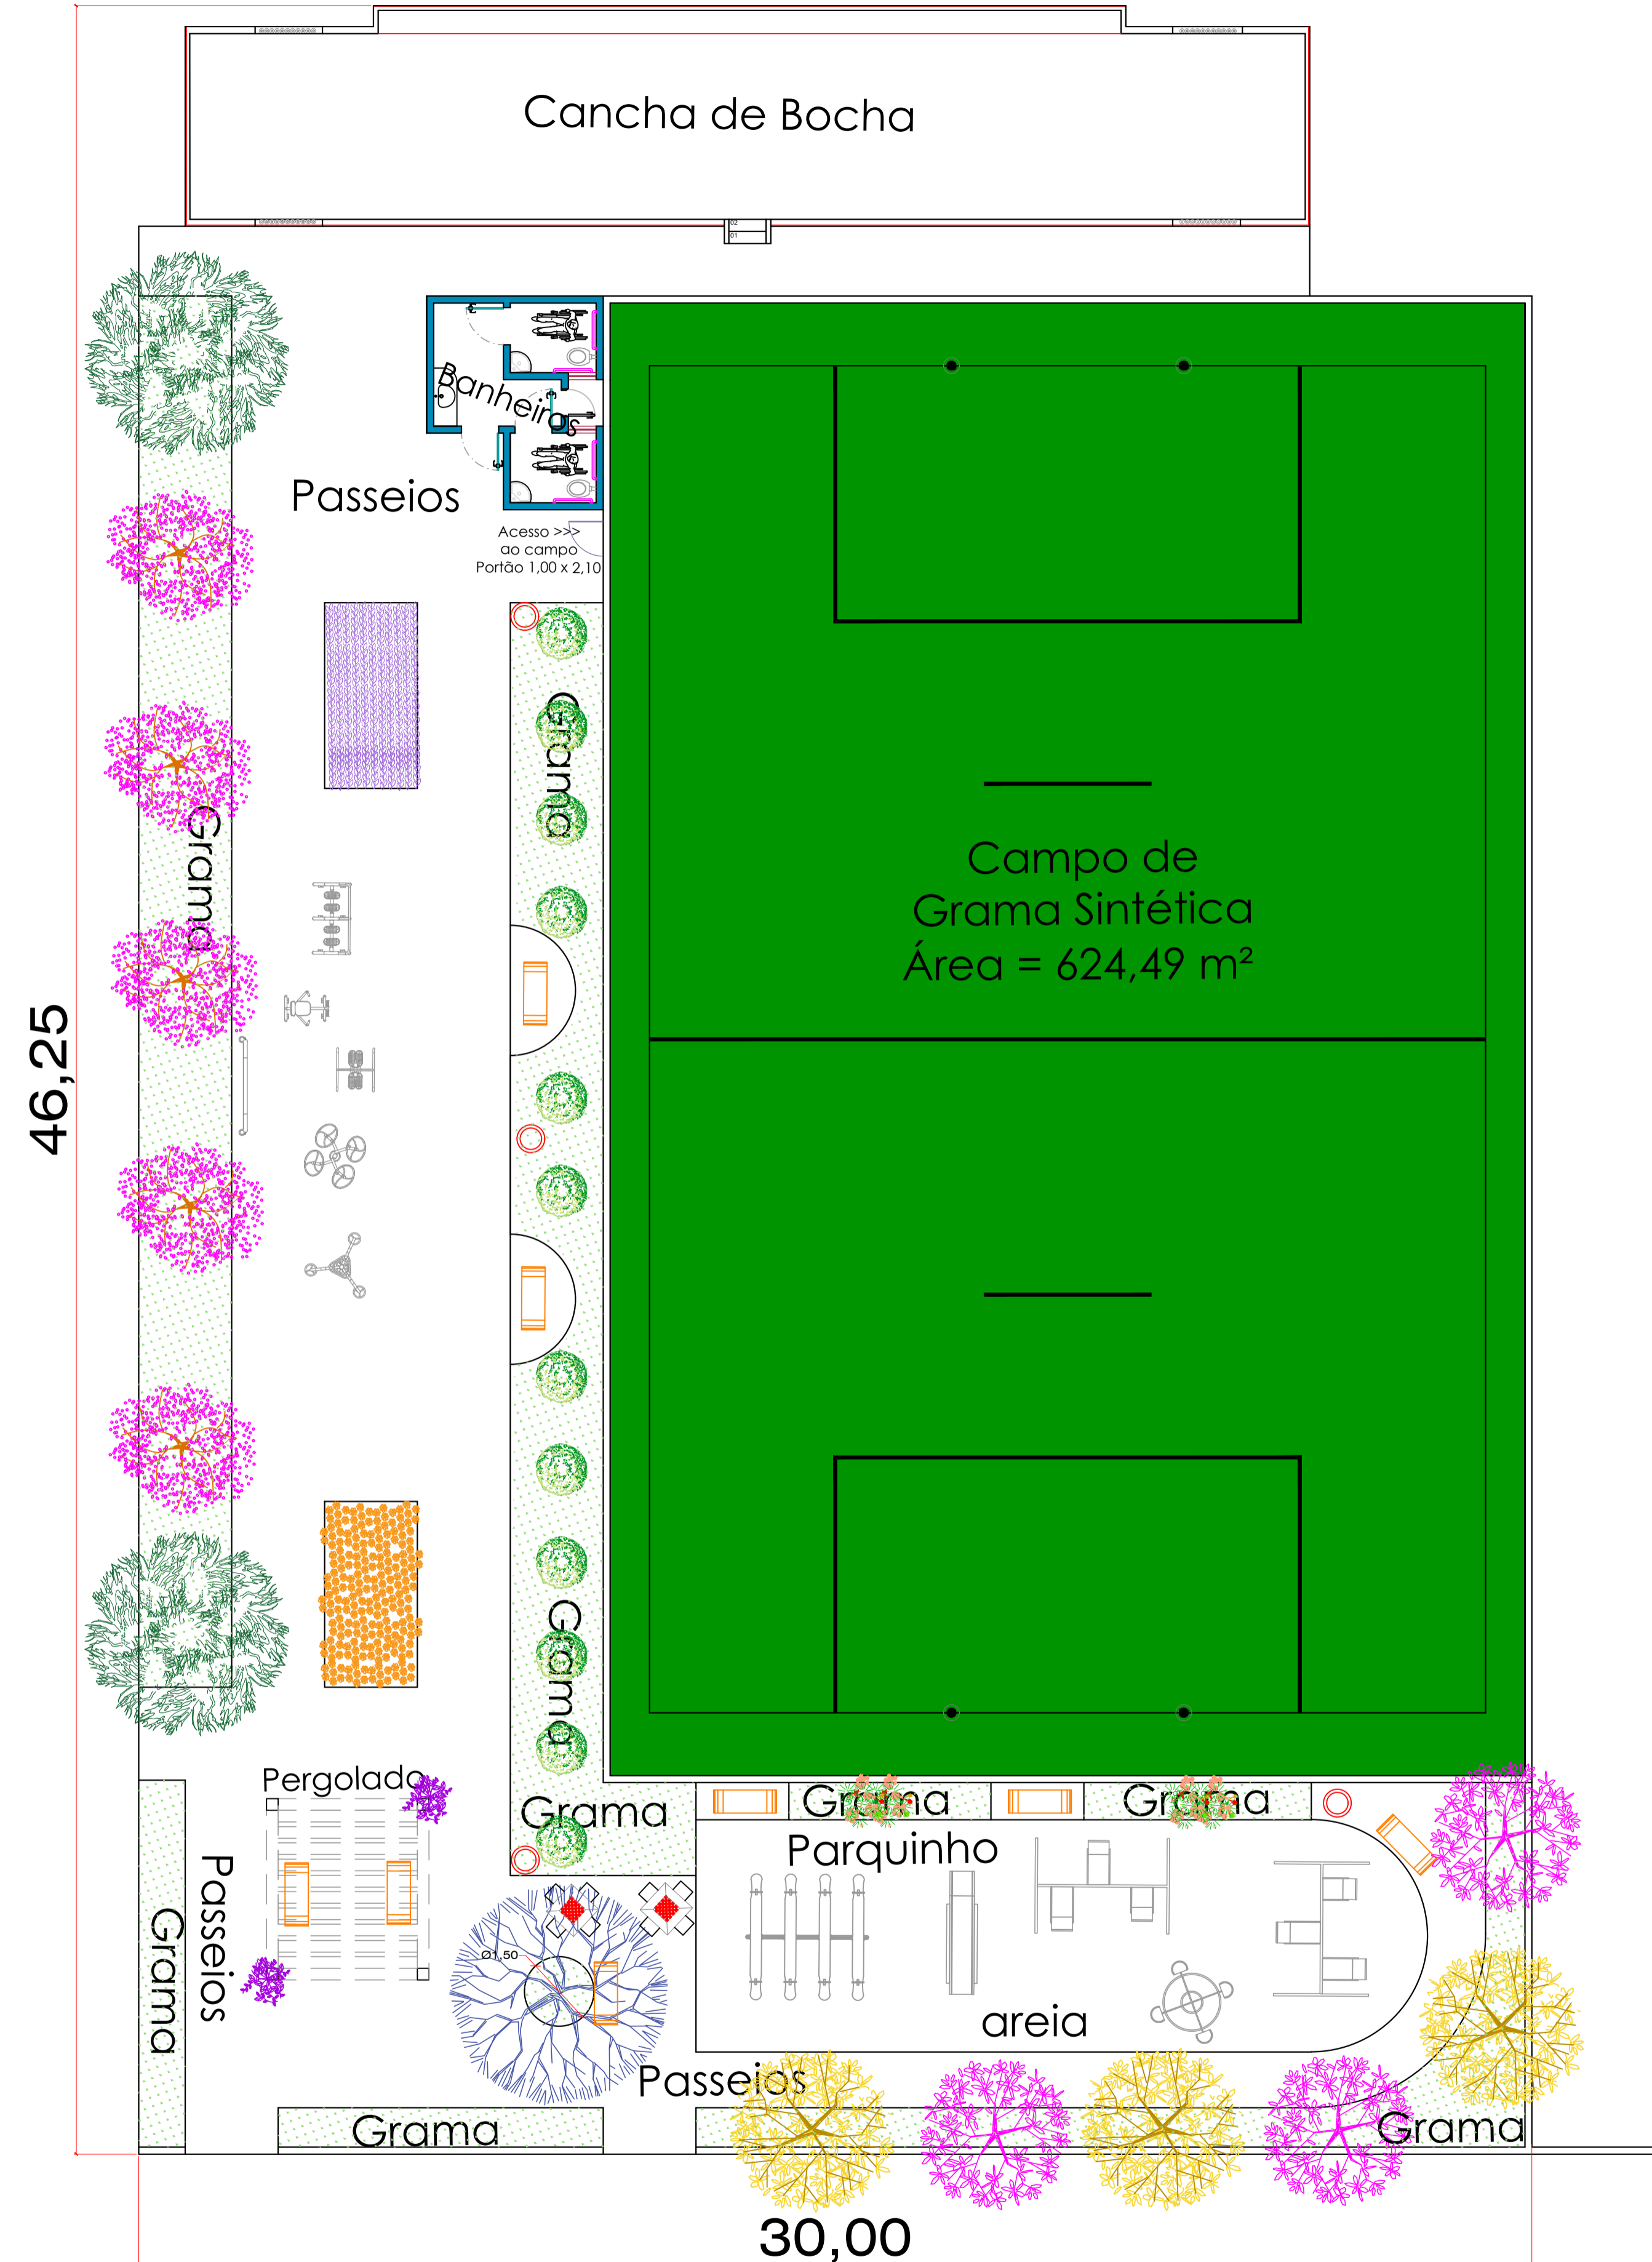 Cancha de Bocha
02
01
Banheiros
Passeios
Acesso >>>
ao campo
Portão 1,00 x 2,10
Grama
Grama
Campo de
Grama Sintética
Área = 624,49 m²
46,25
Grama
Pergolado
Grama
Grama
Grama
Parquinho
Passeios
Grama
Ø1,50
areia
Passeios
Grama
Grama
30,00